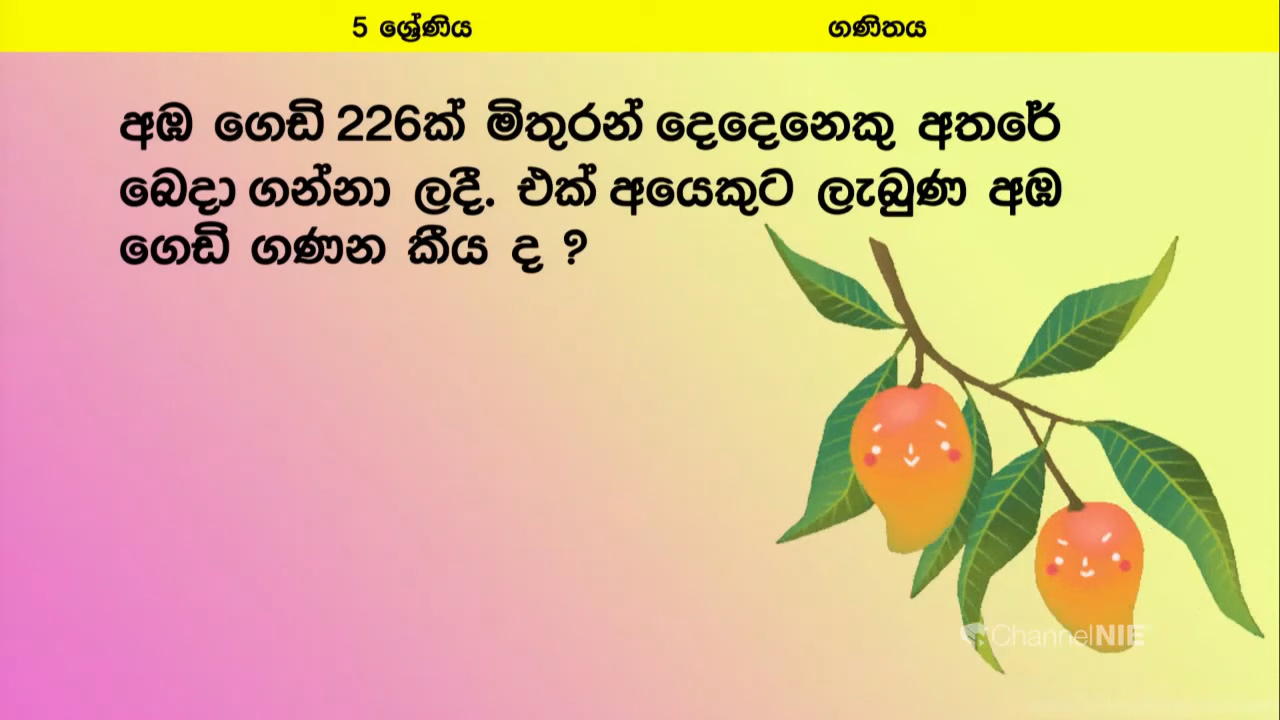 5 ශ්‍රේණිය ගණිතය
අඹ ගෙඩි 226ක් මිතුරන් දෙදෙනෙකු අතරේ
බෙදා ගන්නා ලදී. එක් අයෙකුට ලැබුණ අඹ
ගෙඩි ගණන කීය ද ?
ChannelNIE